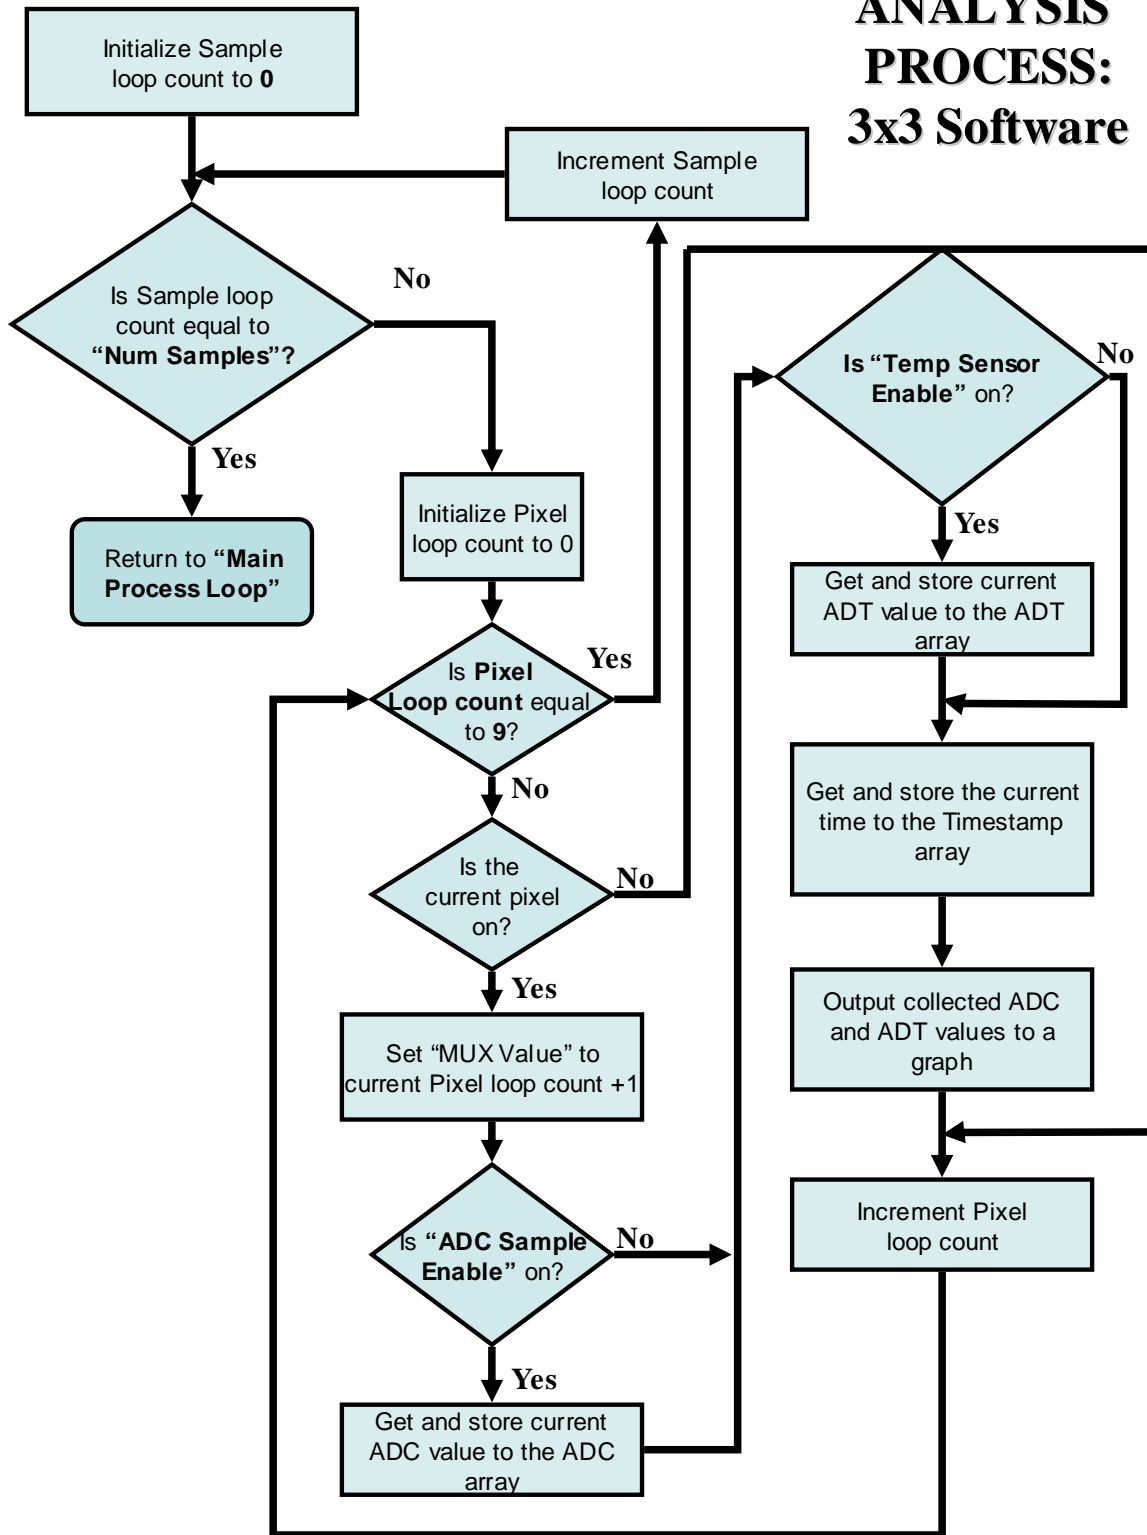 ANALYSIS
PROCESS:
3x3 Software
Initialize Sample
loop count to 0
Increment Sample
loop count
Is Sample loop
count equal to
“Num Samples”?
No
Yes
Return to “Main
Process Loop”
Initialize Pixel
loop count to 0
Is Pixel
Loop count equal
to 9?
Yes
No
Is the
current pixel
on?
No
Yes
Set “MUX Value” to
current Pixel loop count +1
Is “ADC Sample
Enable” on?
No
Yes
Get and store current
ADC value to the ADC
array
Is “Temp Sensor
Enable” on?
No
Yes
Get and store current
ADT value to the ADT
array
Get and store the current
time to the Timestamp
array
Output collected ADC
and ADT values to a
graph
Increment Pixel
loop count